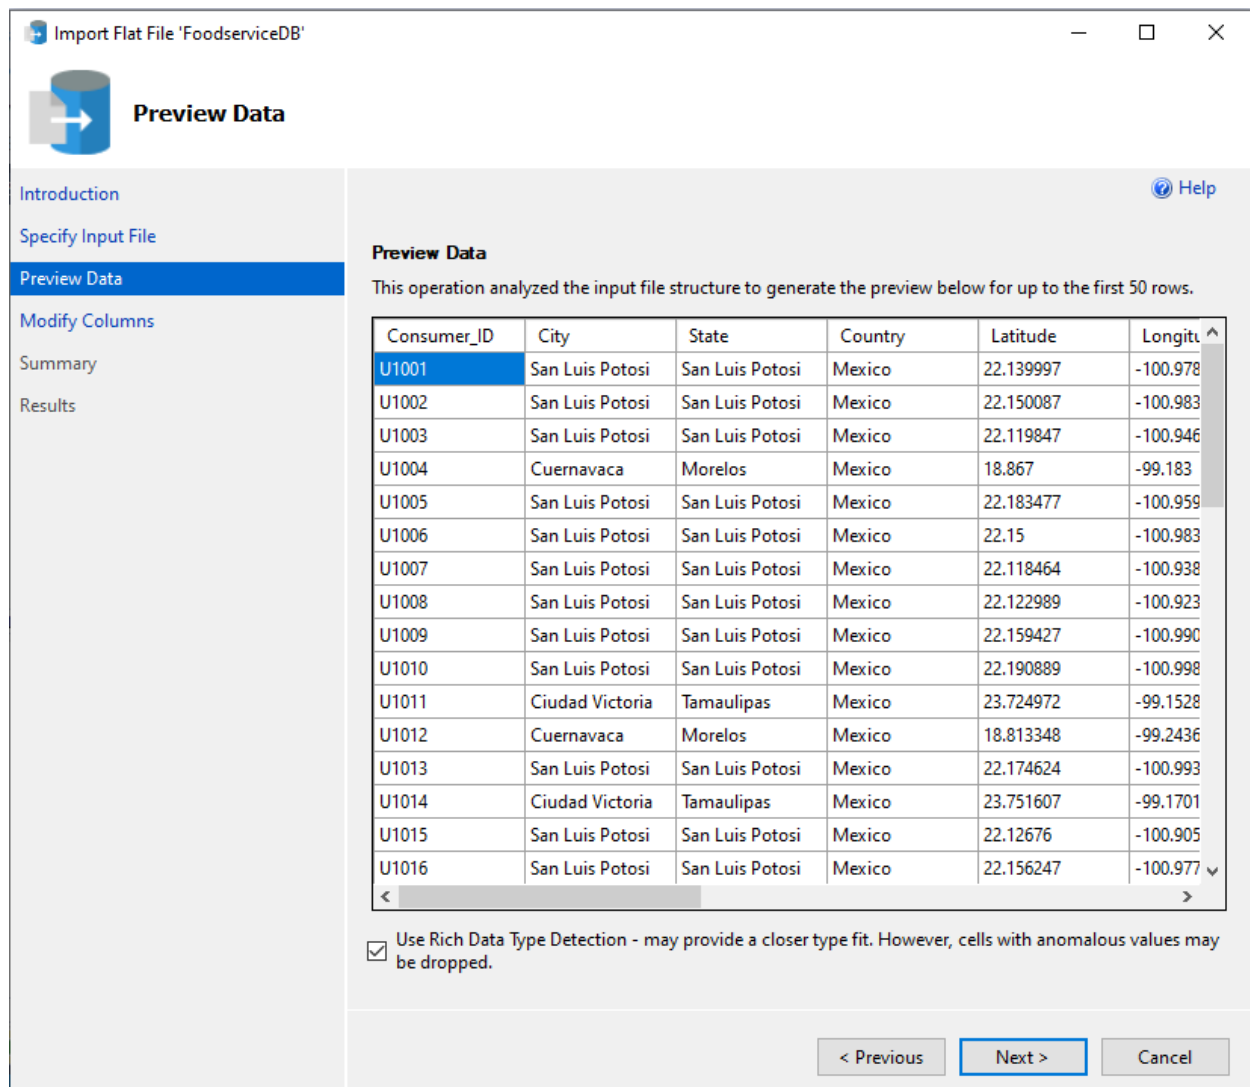 Import Flat File 'FoodserviceDB'
Preview Data
Introduction
Specify Input File
Preview Data
Modify Columns
Summary
Results
Help
Preview Data
This operation analyzed the input file structure to generate the preview below for up to the first 50 rows.
Consumer_ID City State Country Latitude Longitu
U1001 San Luis Potosi San Luis Potosi Mexico 22.139997 -100.978
U1002 San Luis Potosi San Luis Potosi Mexico 22.150087 -100.983
U1003 San Luis Potosi San Luis Potosi Mexico 22.119847 -100.946
U1004 Cuernavaca Morelos Mexico 18.867 -99.183
U1005 San Luis Potosi San Luis Potosi Mexico 22.183477 -100.959
U1006 San Luis Potosi San Luis Potosi Mexico 22.15 -100.983
U1007 San Luis Potosi San Luis Potosi Mexico 22.118464 -100.938
U1008 San Luis Potosi San Luis Potosi Mexico 22.122989 -100.923
U1009 San Luis Potosi San Luis Potosi Mexico 22.159427 -100.990
U1010 San Luis Potosi San Luis Potosi Mexico 22.190889 -100.998
U1011 Ciudad Victoria Tamaulipas Mexico 23.724972 -99.1528
U1012 Cuernavaca Morelos Mexico 18.813348 -99.2436
U1013 San Luis Potosi San Luis Potosi Mexico 22.174624 -100.993
U1014 Ciudad Victoria Tamaulipas Mexico 23.751607 -99.1701
U1015 San Luis Potosi San Luis Potosi Mexico 22.12676 -100.905
U1016 San Luis Potosi San Luis Potosi Mexico 22.156247 -100.977
Use Rich Data Type Detection - may provide a closer type fit. However, cells with anomalous values may
be dropped.
< Previous
Next >
Cancel